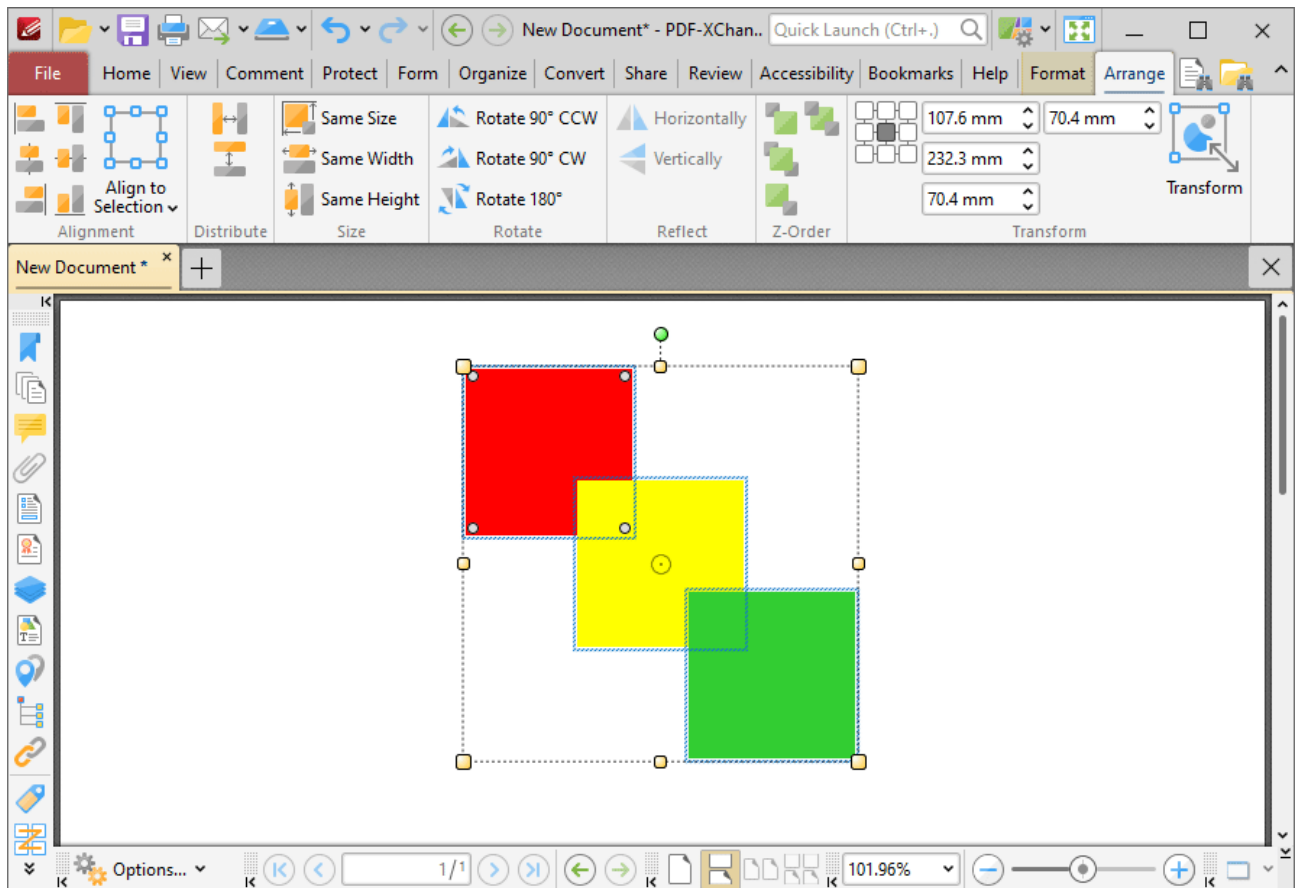 New Document* - PDF-XChan..
Quick Launch (Ctrl+.)
File Home View Comment Protect Form Organize Convert Share Review Accessibility Bookmarks Help Format Arrange
Same Size Rotate 90° CCW Horizontally 107.6 mm 70.4 mm
Same Width Rotate 90° CW Vertically 232.3 mm
Align to Selection
Same Height Rotate 180° 70.4 mm Transform
Alignment Distribute Size Rotate Reflect Z-Order Transform
New Document *
Options... 1/1 101.96%